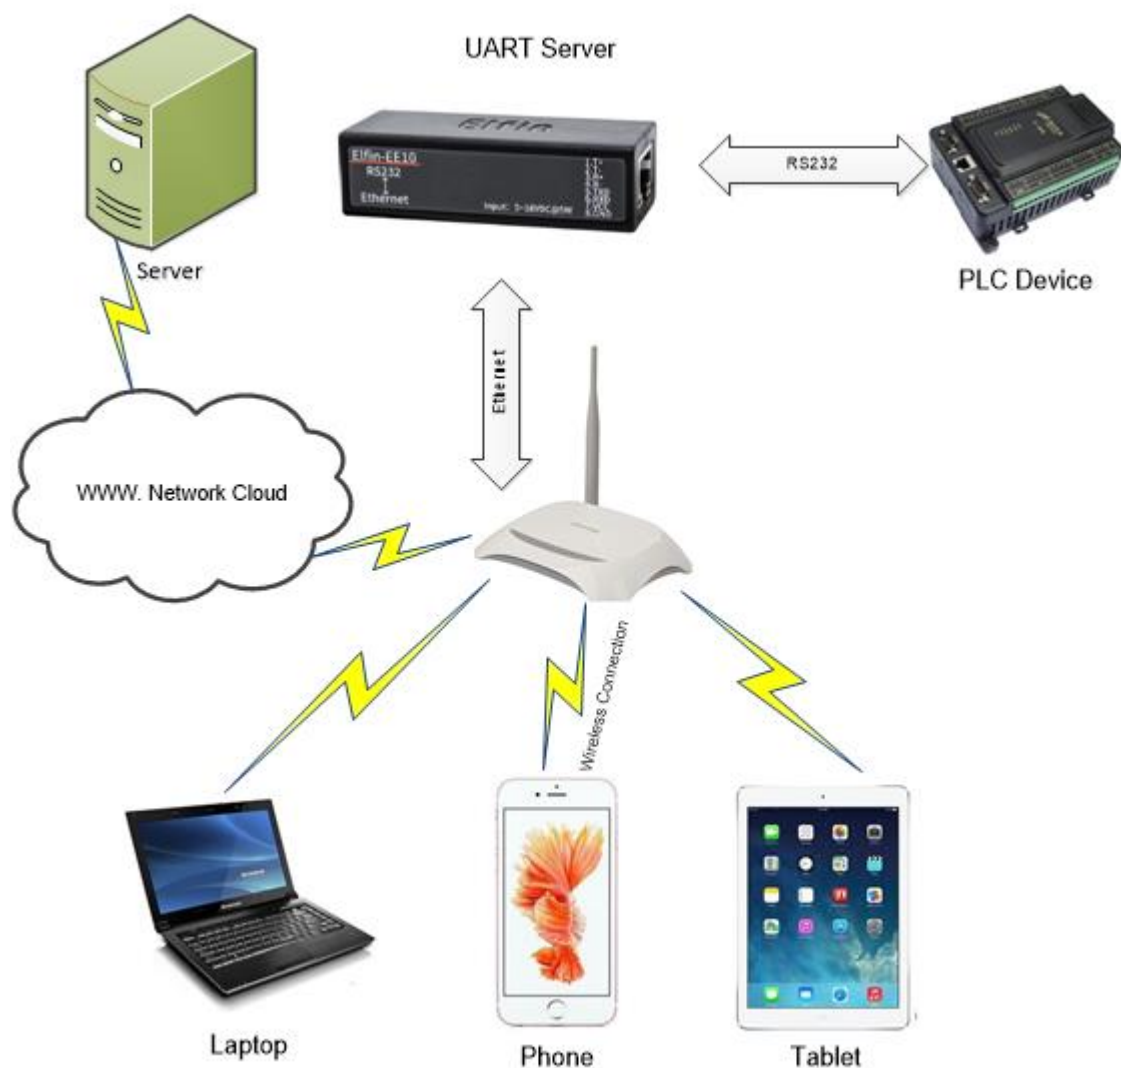 UART Server
Elfin
Elfin-EE10
RS232
Ethernet
RS232
Server
PLC Device
Ethernet
WWW. Network Cloud
Wireless Connection
Laptop
Phone
Tablet